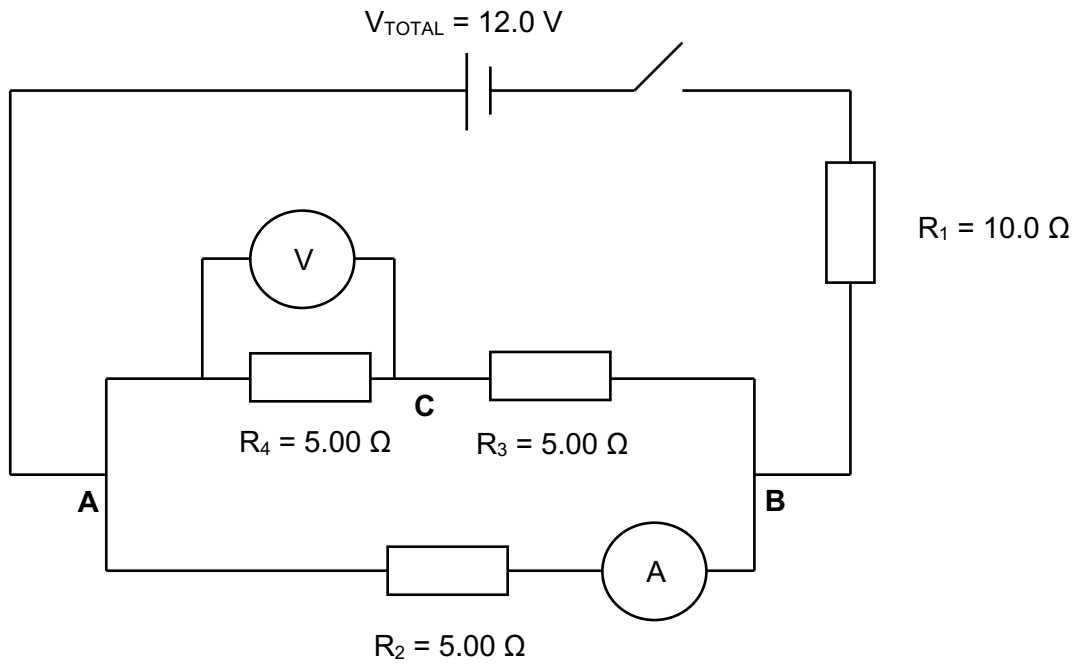 V_TOTAL = 12.0 V
R₁ = 10.0 Ω
V
C
R₄ = 5.00 Ω
R₃ = 5.00 Ω
A
B
A
R₂ = 5.00 Ω